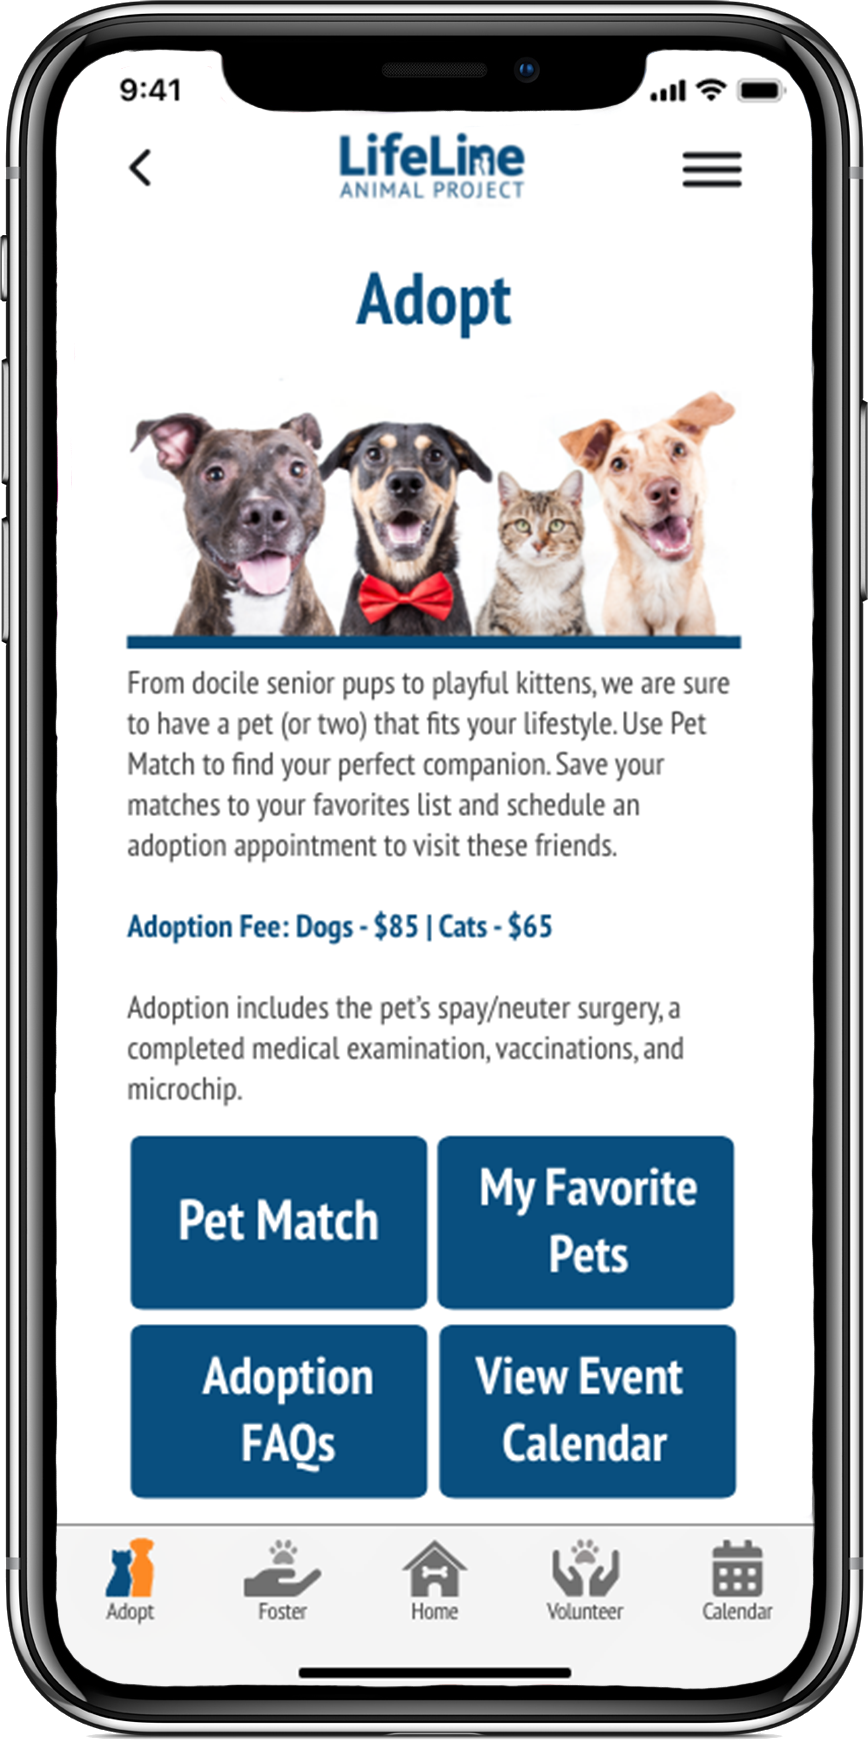 9:41
LifeLine
ANIMAL PROJECT
Adopt
From docile senior pups to playful kittens, we are sure
to have a pet (or two) that fits your lifestyle. Use Pet
Match to find your perfect companion. Save your
matches to your favorites list and schedule an
adoption appointment to visit these friends.
Adoption Fee: Dogs - $85 | Cats - $65
Adoption includes the pet's spay/neuter surgery, a
completed medical examination, vaccinations, and
microchip.
Pet Match
My Favorite
Pets
Adoption
FAQs
View Event
Calendar
Adopt
Foster
Home
Volunteer
Calendar